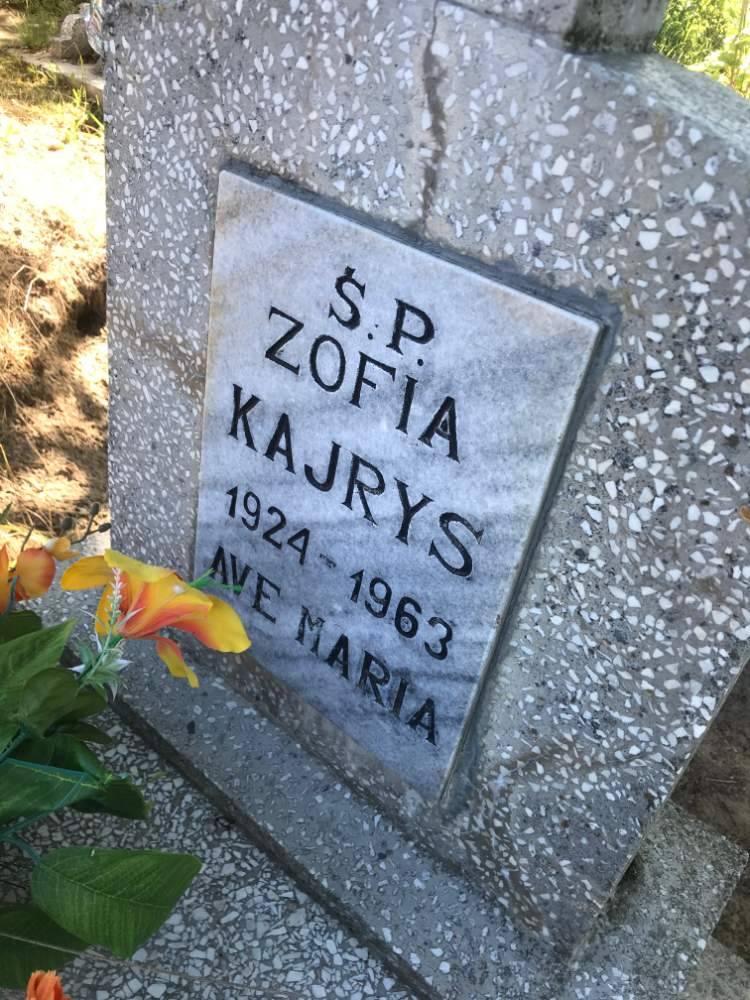 Ś.P.
ZOFIA
KAJRYS
1924-1963
AVE MARIA